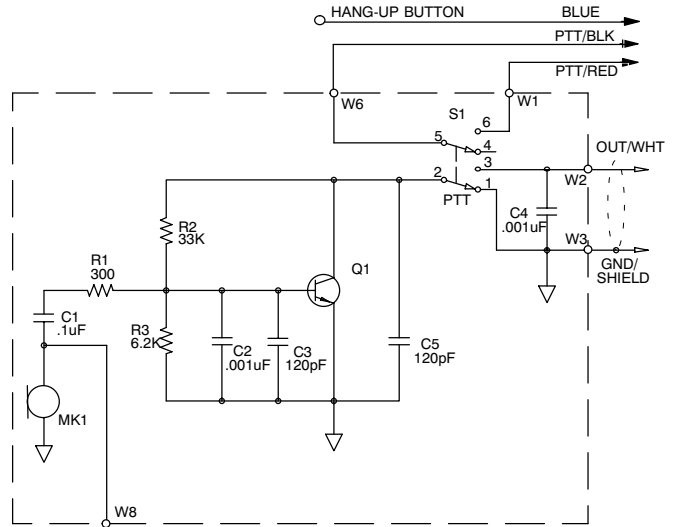 HANG-UP BUTTON
BLUE
PTT/BLK
PTT/RED
W6
W1
S1
6
5
4
OUT/WHT
3
2
1
W2
PTT
C4
.001uF
W3
GND/
SHIELD
R2
33K
R1
300
Q1
C1
.1uF
R3
6.2K
C2
.001uF
C3
120pF
C5
120pF
MK1
W8